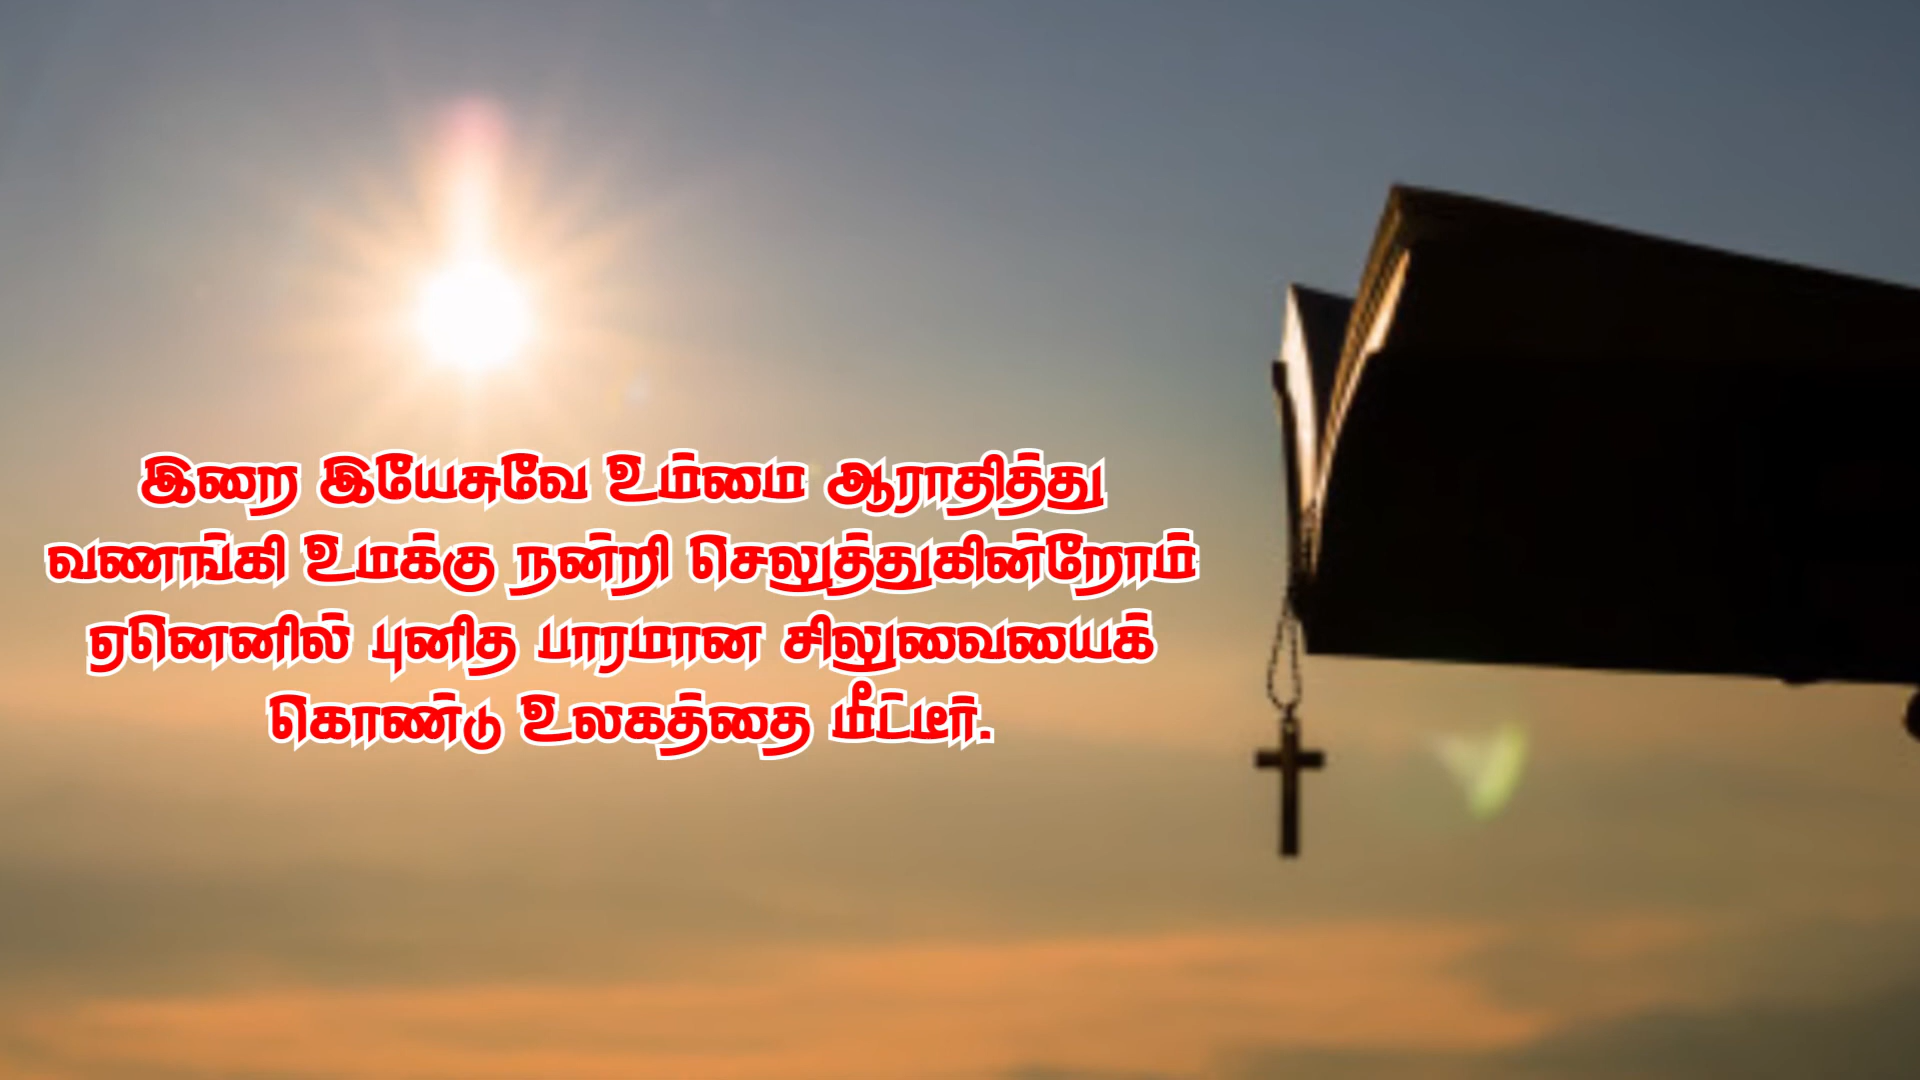 இறை இயேசுவே உம்மை ஆராதித்து
வணங்கி உமக்கு நன்றி செலுத்துகின்றோம்
ஏனெனில் புனித பாரமான சிலுவையைக்
கொண்டு உலகத்தை மீட்டீர்.